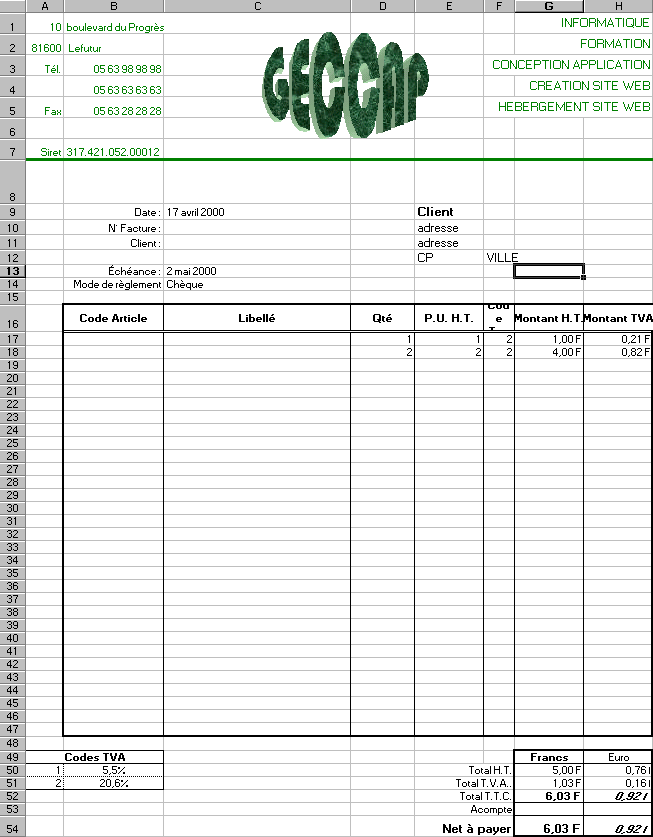 A B C D E F G H
1 10 boulevard du Progrès INFORMATIQUE
2 81600 Lefutur FORMATION
3 Tél. 05 63 98 98 98 CONCEPTION APPLICATION
4 05 63 63 63 63 CREATION SITE WEB
5 Fax 05 63 28 28 28 HEBERGEMENT SITE WEB
6
7 Siret 317.421.052.00012
8
9 Date : 17 avril 2000 Client
10 N° Facture : adresse
11 Client : adresse
12 CP VILLE
13 Échéance : 2 mai 2000
14 Mode de règlement Chèque
15
16 Code Article Libellé Qté P.U. H.T. Montant H.T. Montant TVA
17 1 1 2 1,00 F 0,21 F
18 2 2 2 4,00 F 0,82 F
19
20
21
22
23
24
25
26
27
28
29
30
31
32
33
34
35
36
37
38
39
40
41
42
43
44
45
46
47
48
49 Codes TVA Francs Euro
50 1 5,5% Total H.T. 5,00 F 0,76
51 2 20,6% Total T.V.A.. 1,03 F 0,16
52 Total T.T.C. 6,03 F 0,92
53 Acompte
54 Net à payer 6,03 F 0,92